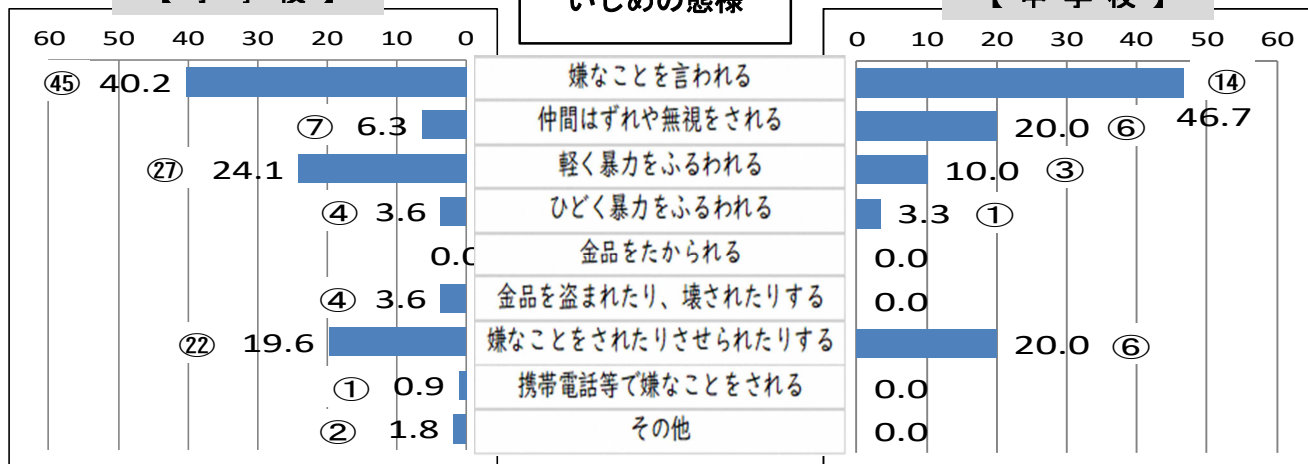 【 小 学 校 】
いじめの態様
【 中 学 校 】
60 50 40 30 20 10 0
0 10 20 30 40 50 60
㊺ 40.2 嫌なことを言われる ⑭
46.7
⑦ 6.3 仲間はずれや無視をされる 20.0 ⑥
㉗ 24.1 軽く暴力をふるわれる 10.0 ③
④ 3.6 ひどく暴力をふるわれる 3.3 ①
0.0 金品をたかられる 0.0
④ 3.6 金品を盗まれたり、壊されたりする 0.0
㉒ 19.6 嫌なことをされたりさせられたりする 20.0 ⑥
① 0.9 携帯電話等で嫌なことをされる 0.0
② 1.8 その他 0.0